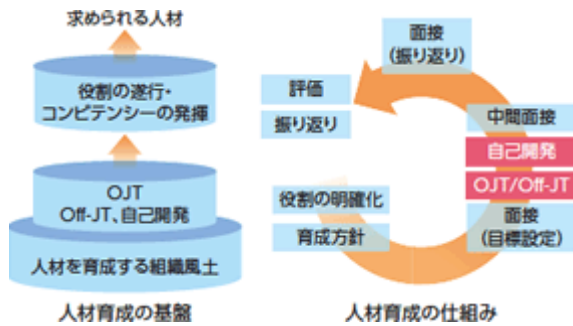 求められる人材
役割の遂行・
コンピテンシーの発揮
OJT
Off-JT、自己開発
人材を育成する組織風土
人材育成の基盤
面接
(振り返り)
評価
振り返り
中間面接
自己開発
OJT/Off-JT
役割の明確化
育成方針
面接
(目標設定)
人材育成の仕組み